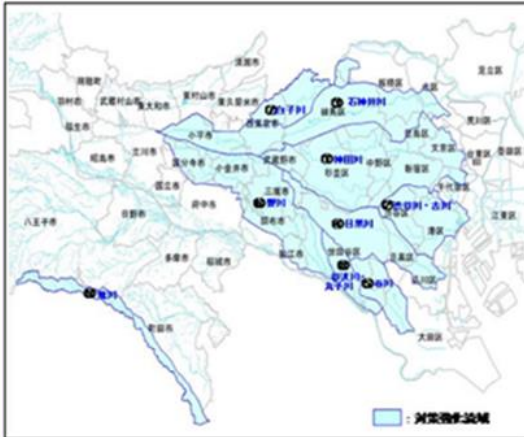 清瀬市
足立区
板橋区
北区
瑞穂町
東村山市
白子川
石神井川
羽村市
武蔵村山市
東大和市
東久留米市
練馬区
荒川区
西東京市
豊島区
福生市
小平市
文京区
台東区
墨田区
昭島市
立川市
武蔵野市
神田川
中野区
新宿区
国分寺市
小金井市
杉並区
千代田区
国立市
三鷹市
渋谷川・古川
江東区
府中市
野川
渋谷区
港区
八王子市
日野市
調布市
目黒川
多摩市
稲城市
狛江市
世田谷区
目黒区
谷沢川・
丸子川
呑川
品川区
境川
町田市
大田区
：対策強化流域